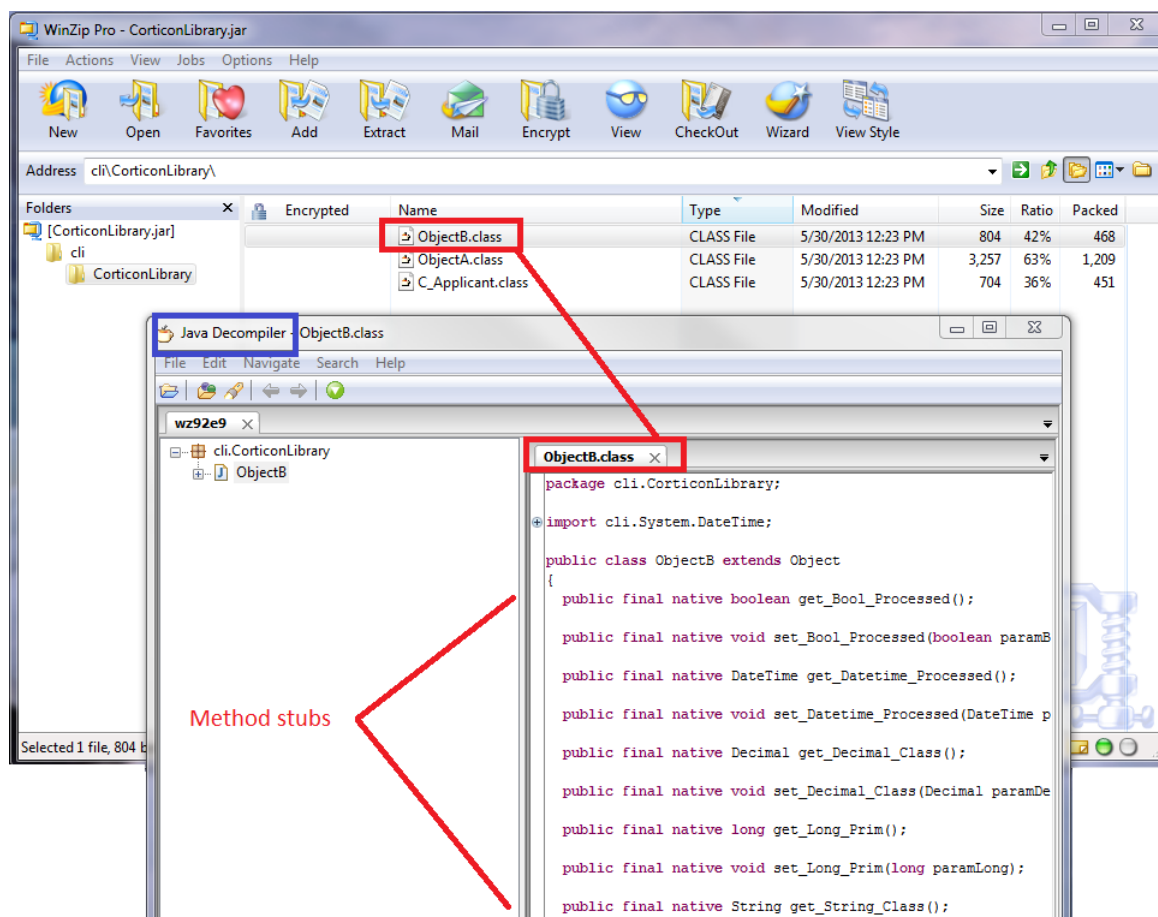 WinZip Pro - CorticonLibrary.jar
File Actions View Jobs Options Help
New Open Favorites Add Extract Mail Encrypt View CheckOut Wizard View Style
Address cli\CorticonLibrary\
Folders X Encrypted Name Type Modified Size Ratio Packed
[CorticonLibrary.jar] ObjectB.class CLASS File 5/30/2013 12:23 PM 804 42% 468
cli ObjectA.class CLASS File 5/30/2013 12:23 PM 3,257 63% 1,209
CorticonLibrary C_Applicant.class CLASS File 5/30/2013 12:23 PM 704 36% 451
Java Decompiler - ObjectB.class
File Edit Navigate Search Help
wz92e9
cli.CorticonLibrary
ObjectB
ObjectB.class
package cli.CorticonLibrary;
import cli.System.DateTime;
public class ObjectB extends Object
{
public final native boolean get_Bool_Processed();
public final native void set_Bool_Processed(boolean paramB
public final native DateTime get_Datetime_Processed();
Method stubs
public final native void set_Datetime_Processed(DateTime p
Selected 1 file, 804 b
public final native Decimal get_Decimal_Class();
public final native void set_Decimal_Class(Decimal paramDe
public final native long get_Long_Prim();
public final native void set_Long_Prim(long paramLong);
public final native String get_String_Class();